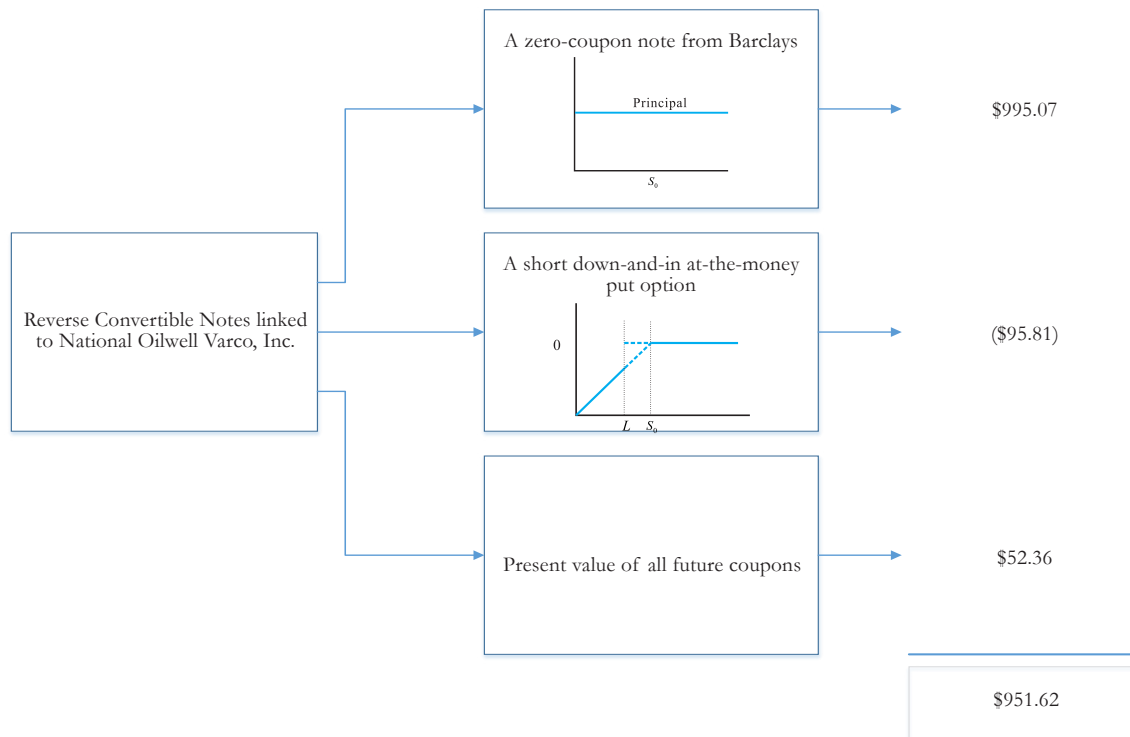 A zero-coupon note from Barclays
Principal
S₀
$995.07
Reverse Convertible Notes linked
to National Oilwell Varco, Inc.
A short down-and-in at-the-money
put option
0
L S₀
($95.81)
Present value of all future coupons
$52.36
$951.62